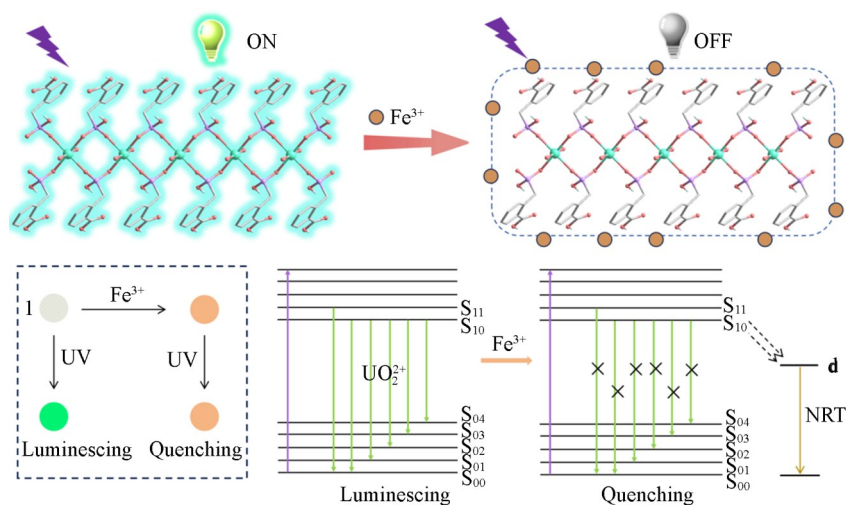 ON
OFF
Fe³⁺
1
Fe³⁺
UV
UV
Luminescing
Quenching
S₁₁
S₁₀
UO₂²⁺
S₀₄
S₀₃
S₀₂
S₀₁
S₀₀
Luminescing
Fe³⁺
S₁₁
S₁₀
d
NRT
S₀₄
S₀₃
S₀₂
S₀₁
S₀₀
Quenching